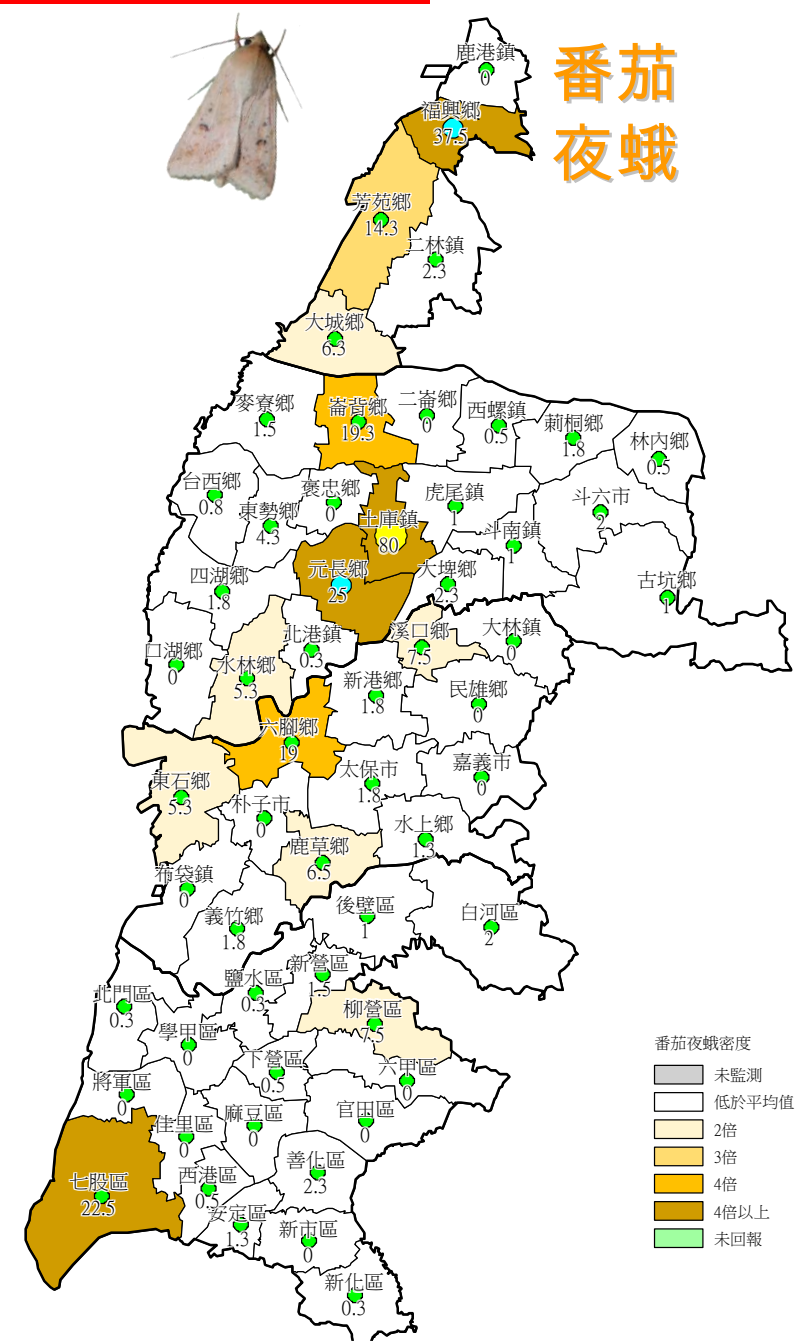 番茄
夜蛾
鹿港鎮
0
福興鄉
37.5
芳苑鄉
14.3
二林鎮
2.3
大城鄉
6.3
麥寮鄉
1.5
崙背鄉
19.3
二崙鄉
0
西螺鎮
0.5
莿桐鄉
1.8
林內鄉
0.5
台西鄉
0.8
東勢鄉
4.3
褒忠鄉
0
土庫鎮
80
虎尾鎮
1
斗南鎮
1
斗六市
2
四湖鄉
1.8
元長鄉
25
大埤鄉
2.3
古坑鄉
1
口湖鄉
0
水林鄉
5.3
北港鎮
0.3
溪口鄉
7.5
大林鎮
0
新港鄉
1.8
民雄鄉
0
六腳鄉
19
東石鄉
5.3
太保市
1.8
嘉義市
0
朴子市
0
水上鄉
1.3
鹿草鄉
6.5
布袋鎮
0
義竹鄉
1.8
後壁區
1
白河區
2
新營區
1.5
鹽水區
0.3
北門區
0.3
柳營區
7.5
學甲區
0
下營區
0.5
六甲區
0
將軍區
0
佳里區
0
麻豆區
0
官田區
0
七股區
22.5
西港區
0.5
善化區
2.3
安定區
1.3
新市區
0
新化區
0.3
番茄夜蛾密度
未監測
低於平均值
2倍
3倍
4倍
4倍以上
未回報